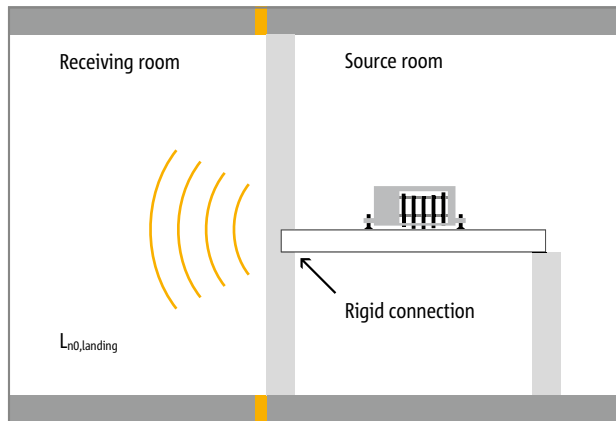 Receiving room
Source room
Rigid connection
Ln0,landing